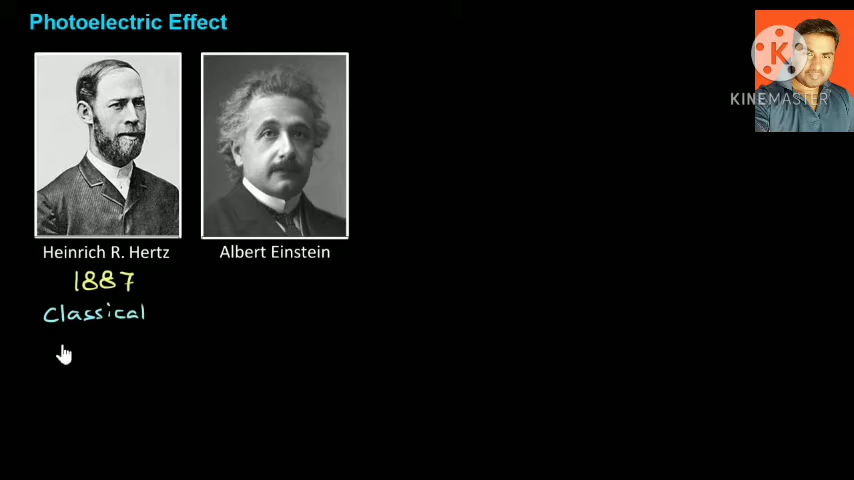 Photoelectric Effect
K
KINEMASTER
Heinrich R. Hertz
Albert Einstein
1887
Classical